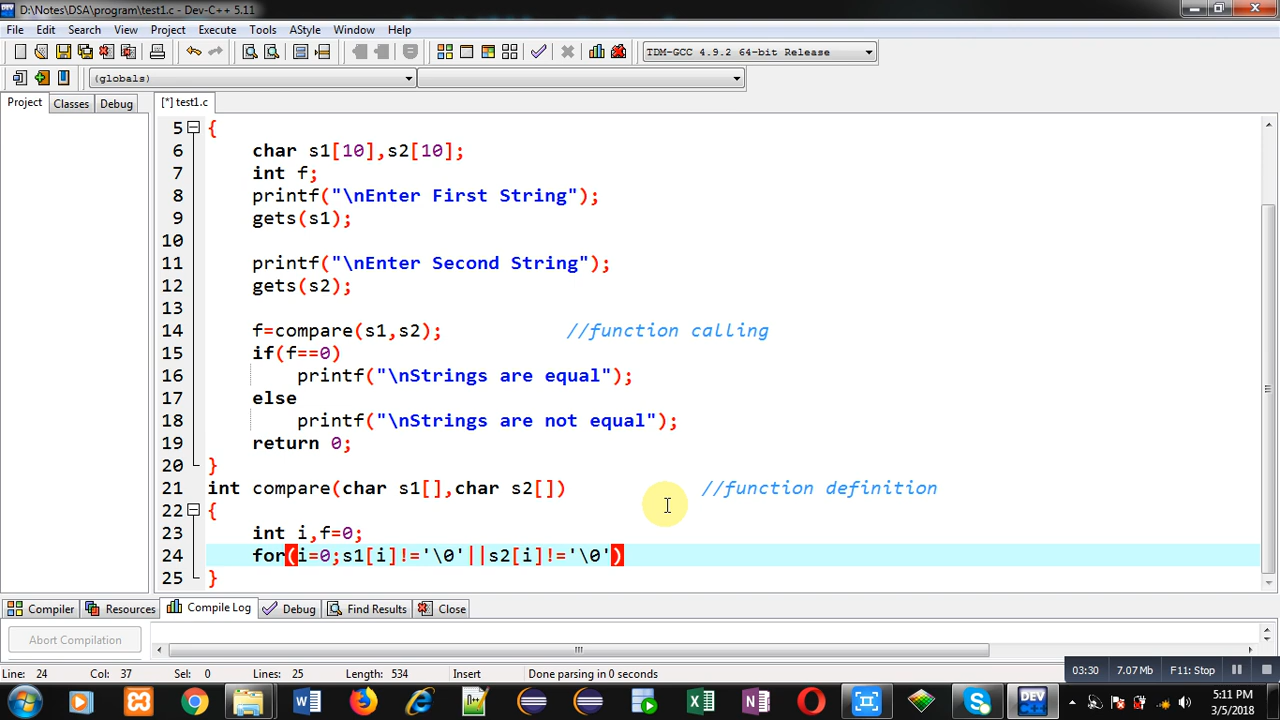 D:\Notes\DSA\program\test1.c - Dev-C++ 5.11
File Edit Search View Project Execute Tools AStyle Window Help
TDM-GCC 4.9.2 64-bit Release
(globals)
Project Classes Debug [*] test1.c
5 {
6 char s1[10],s2[10];
7 int f;
8 printf("\nEnter First String");
9 gets(s1);
10
11 printf("\nEnter Second String");
12 gets(s2);
13
14 f=compare(s1,s2); //function calling
15 if(f==0)
16 printf("\nStrings are equal");
17 else
18 printf("\nStrings are not equal");
19 return 0;
20 }
21 int compare(char s1[],char s2[]) //function definition
22 {
23 int i,f=0;
24 for(i=0;s1[i]!='\0'||s2[i]!='\0')
25 }
Compiler Resources Compile Log Debug Find Results Close
Abort Compilation
Line: 24 Col: 37 Sel: 0 Lines: 25 Length: 534 Insert Done parsing in 0 seconds
03:30 7.07 Mb F11: Stop
5:11 PM
3/5/2018